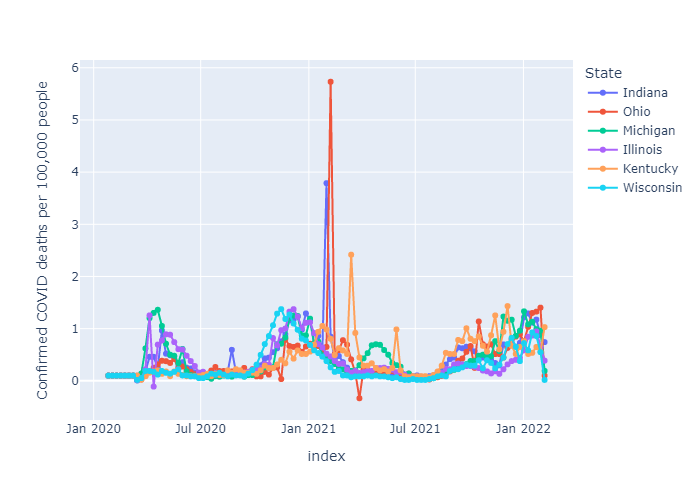 State
Indiana
Ohio
Michigan
Illinois
Kentucky
Wisconsin
Confirmed COVID deaths per 100,000 people
6
5
4
3
2
1
0
Jan 2020
Jul 2020
Jan 2021
Jul 2021
Jan 2022
index